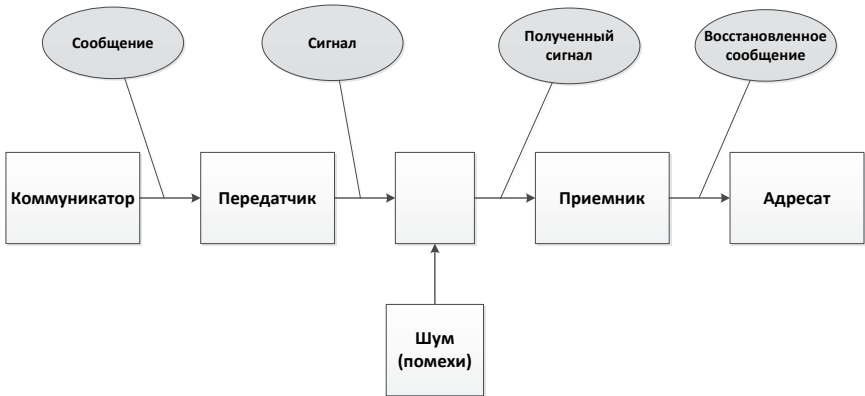 Сообщение
Сигнал
Полученный
сигнал
Восстановленное
сообщение
Коммуникатор
Передатчик
Приемник
Адресат
Шум
(помехи)